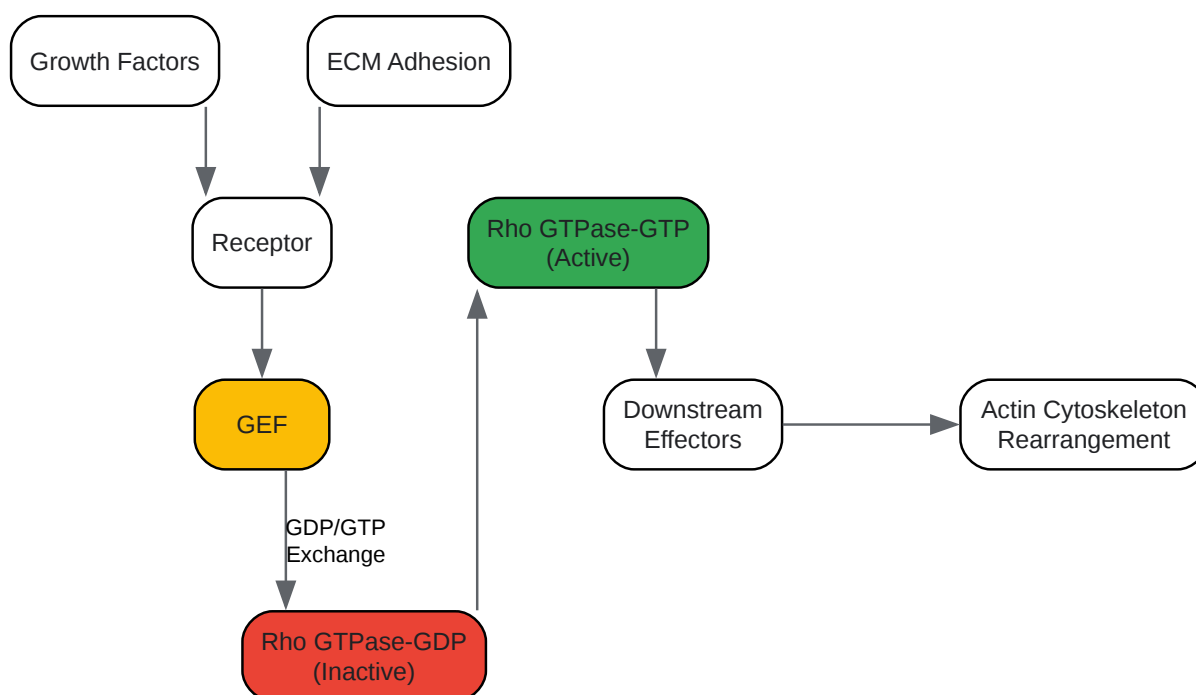 Growth Factors
ECM Adhesion
Receptor
Rho GTPase-GTP
(Active)
GEF
Downstream
Effectors
Actin Cytoskeleton
Rearrangement
GDP/GTP
Exchange
Rho GTPase-GDP
(Inactive)